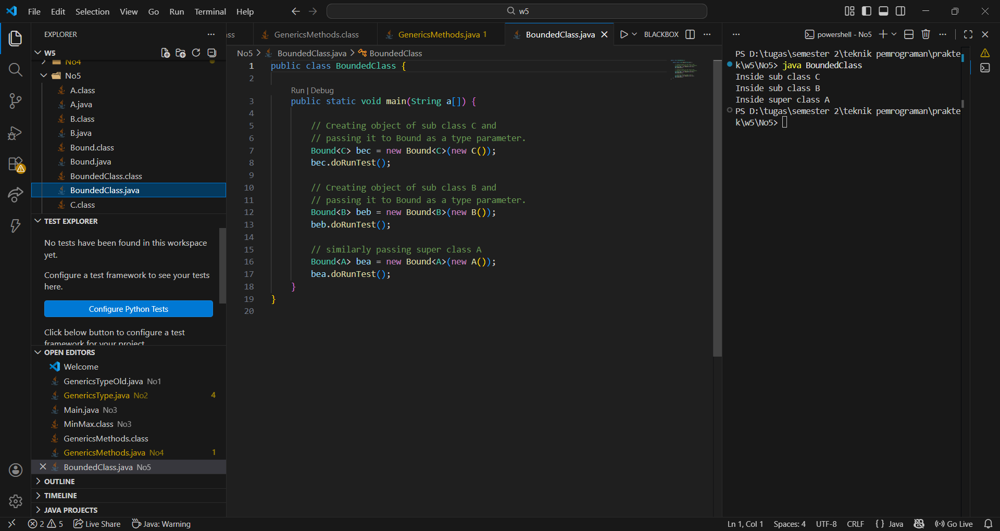 File Edit Selection View Go Run Terminal Help
w5
EXPLORER
W5
No4
No5
A.class
A.java
B.class
B.java
Bound.class
Bound.java
BoundedClass.class
BoundedClass.java
C.class
TEST EXPLORER
No tests have been found in this workspace
yet.
Configure a test framework to see your tests
here.
Configure Python Tests
Click below button to configure a test
framework for your project
OPEN EDITORS
Welcome
GenericsTypeOld.java No1
GenericsType.java No2 4
Main.java No3
MinMax.class No3
GenericsMethods.class
GenericsMethods.java No4 1
BoundedClass.java No5
OUTLINE
TIMELINE
JAVA PROJECTS
ss GenericsMethods.class GenericsMethods.java 1 BoundedClass.java BLACKBOX
No5 > BoundedClass.java > BoundedClass
1 public class BoundedClass {
2
Run | Debug
3 public static void main(String a[]) {
4
5 // Creating object of sub class C and
6 // passing it to Bound as a type parameter.
7 Bound<C> bec = new Bound<C>(new C());
8 bec.doRunTest();
9
10 // Creating object of sub class B and
11 // passing it to Bound as a type parameter.
12 Bound<B> beb = new Bound<B>(new B());
13 beb.doRunTest();
14
15 // similarly passing super class A
16 Bound<A> bea = new Bound<A>(new A());
17 bea.doRunTest();
18 }
19 }
20
powershell - No5
PS D:\tugas\semester 2\teknik pemrograman\prakte
k\w5\No5> java BoundedClass
Inside sub class C
Inside sub class B
Inside super class A
PS D:\tugas\semester 2\teknik pemrograman\prakte
k\w5\No5>
2 5 Live Share Java: Warning
Ln 1, Col 1 Spaces: 4 UTF-8 CRLF {} Java Go Live